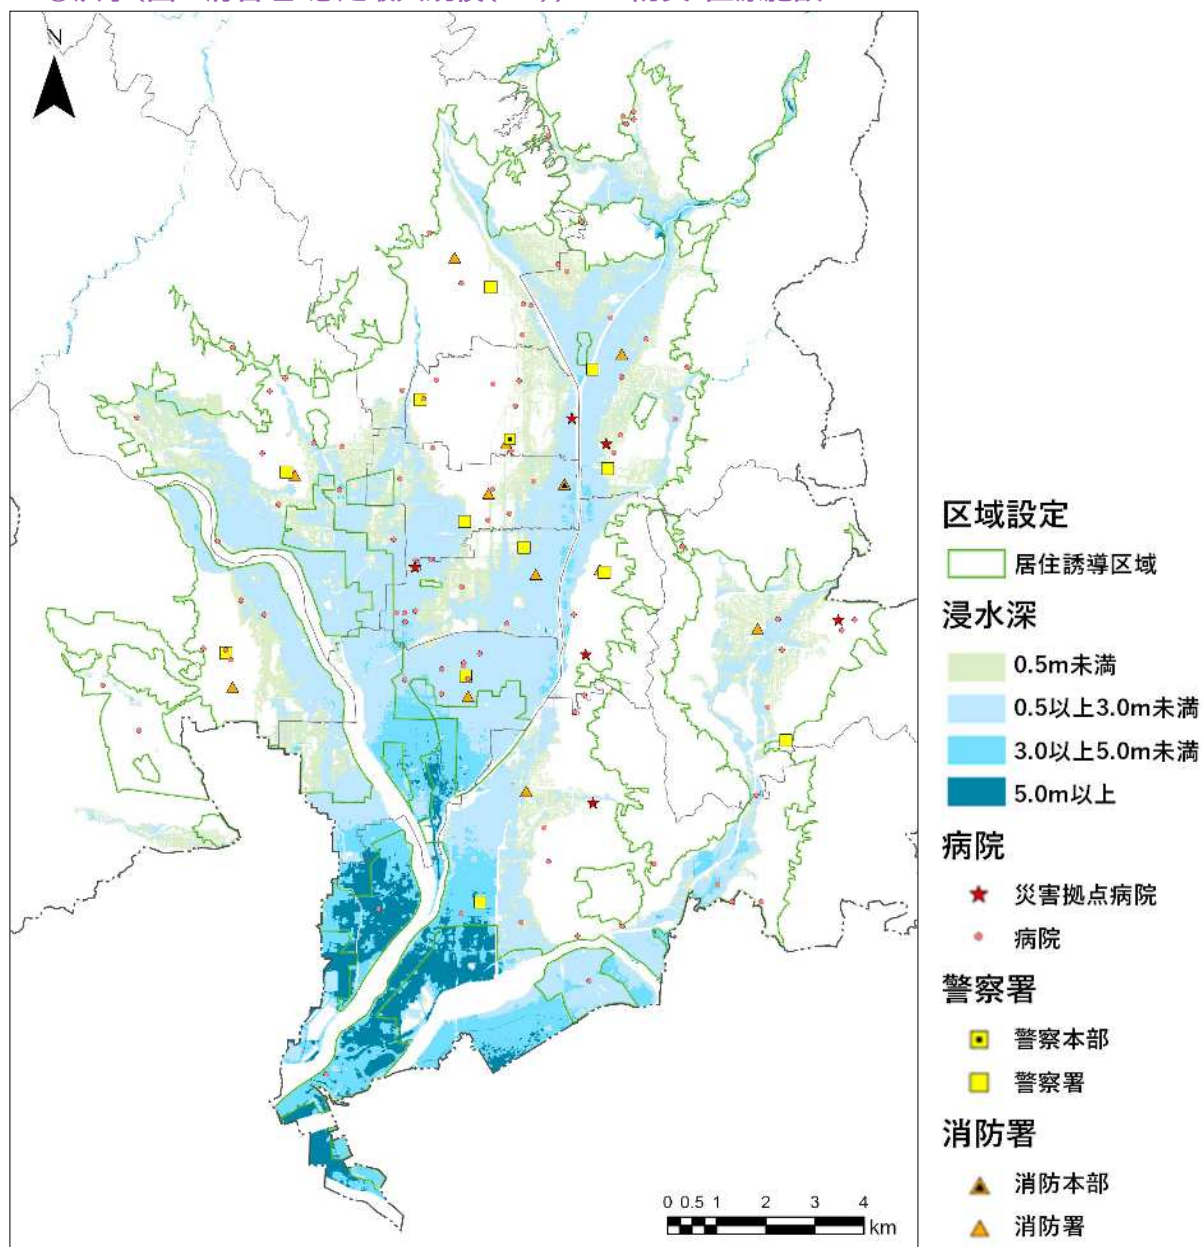 N
0 0.5 1 2 3 4
km
区域設定
居住誘導区域
浸水深
0.5m未満
0.5以上3.0m未満
3.0以上5.0m未満
5.0m以上
病院
災害拠点病院
病院
警察署
警察本部
警察署
消防署
消防本部
消防署